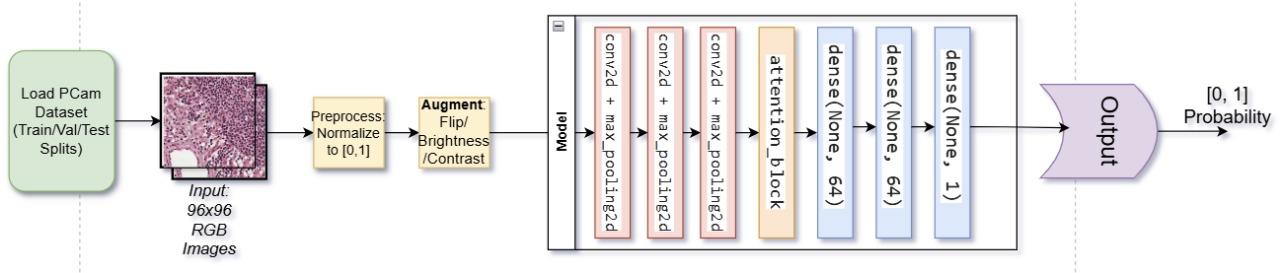 Load PCam
Dataset
(Train/Val/Test
Splits)
Input:
96x96
RGB
Images
Preprocess:
Normalize
to [0,1]
Augment:
Flip/
Brightness
/Contrast
Model
conv2d + max_pooling2d
conv2d + max_pooling2d
conv2d + max_pooling2d
attention_block
dense(None, 64)
dense(None, 64)
dense(None, 1)
Output
[0, 1]
Probability